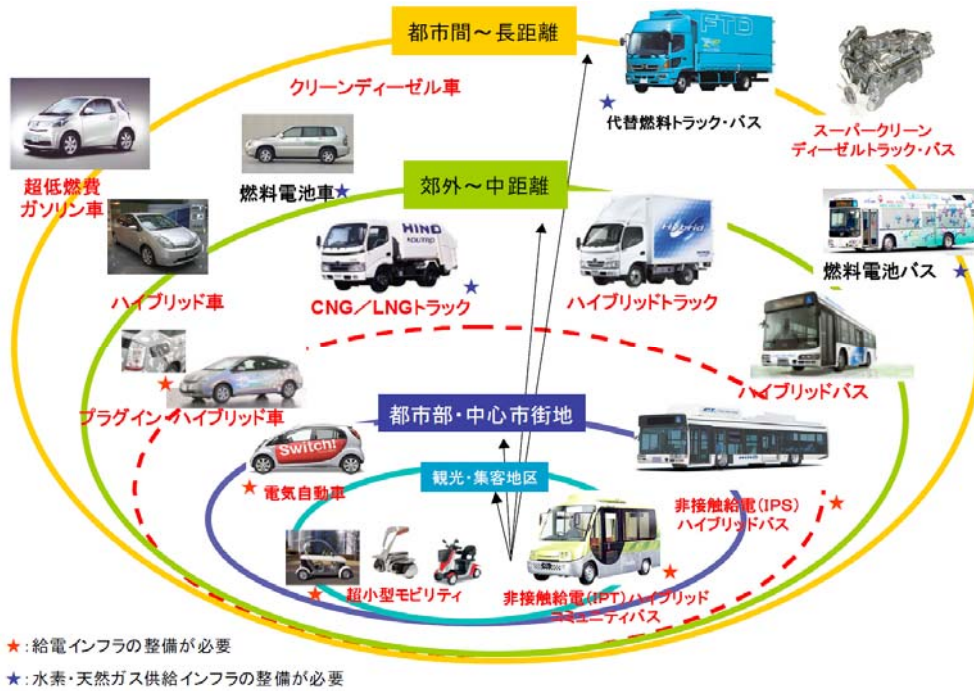 都市間～長距離
FTD
クリーンディーゼル車
代替燃料トラック・バス
スーパークリーン
ディーゼルトラック・バス
超低燃費
ガソリン車
燃料電池車★
郊外～中距離
HINO
Hybrid
燃料電池バス ★
ハイブリッド車
CNG／LNGトラック
ハイブリッドトラック
ハイブリッドバス
プラグイン・ハイブリッド車
都市部・中心市街地
Switch!
電気自動車
観光・集客地区
非接触給電(IPS)
ハイブリッドバス
超小型モビリティ
非接触給電(IPT)ハイブリッド
コミュニティバス
★：給電インフラの整備が必要
★：水素・天然ガス供給インフラの整備が必要